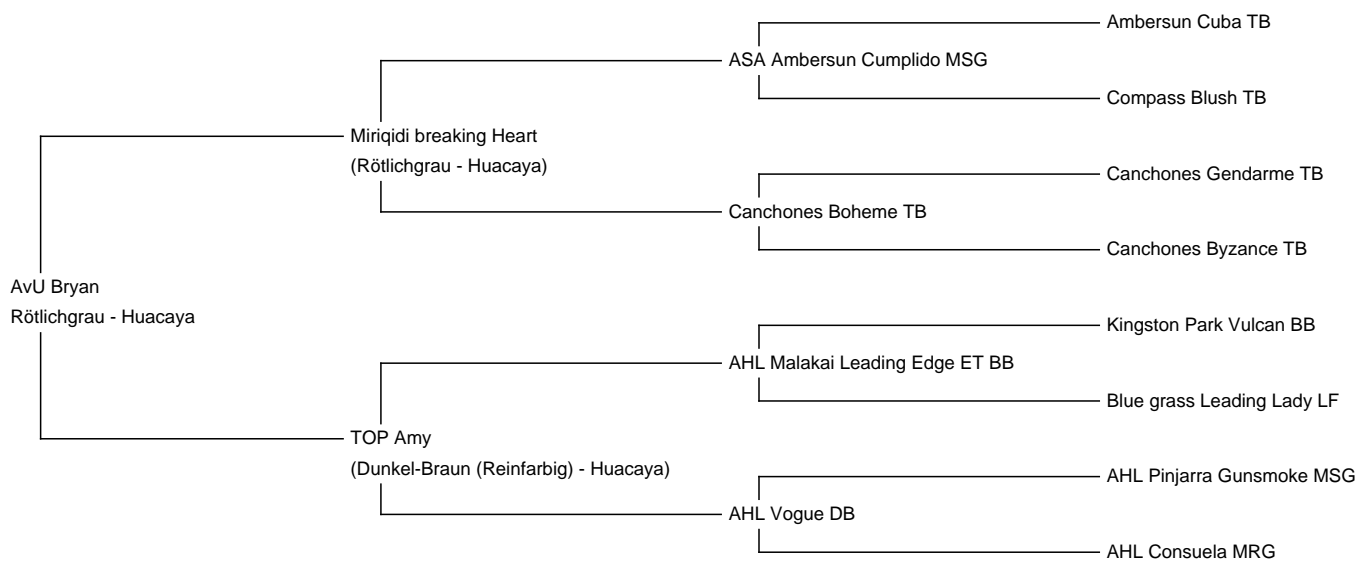 Ambersun Cuba TB
ASA Ambersun Cumplido MSG
Compass Blush TB
Miriqidi breaking Heart
(Rötlichgrau - Huacaya)
Canchones Gendarme TB
Canchones Boheme TB
Canchones Byzance TB
AvU Bryan
Rötlichgrau - Huacaya
Kingston Park Vulcan BB
AHL Malakai Leading Edge ET BB
Blue grass Leading Lady LF
TOP Amy
(Dunkel-Braun (Reinfarbig) - Huacaya)
AHL Pinjarra Gunsmoke MSG
AHL Vogue DB
AHL Consuela MRG